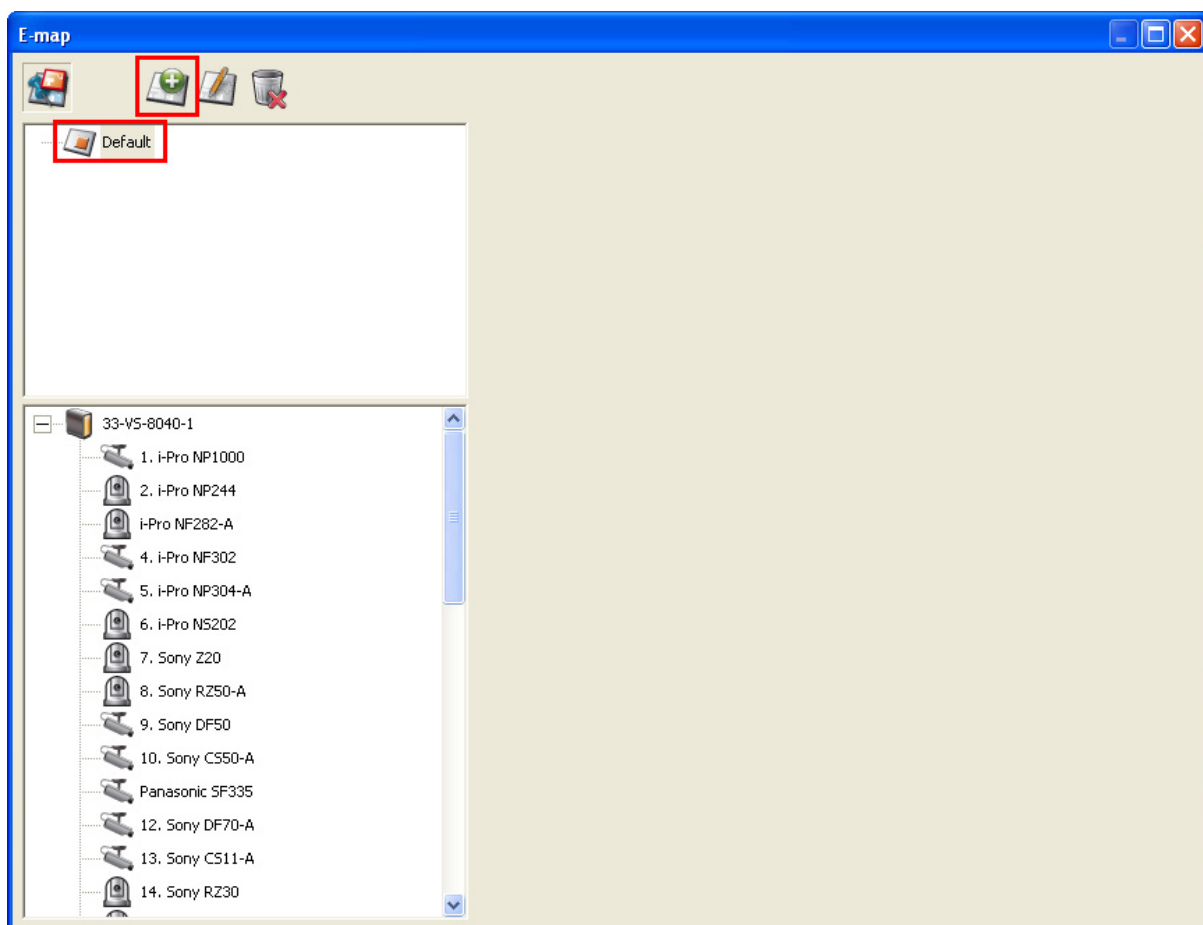 E-map
Default
33-VS-8040-1
1. i-Pro NP1000
2. i-Pro NP244
i-Pro NF282-A
4. i-Pro NF302
5. i-Pro NP304-A
6. i-Pro NS202
7. Sony Z20
8. Sony RZ50-A
9. Sony DF50
10. Sony CS50-A
Panasonic SF335
12. Sony DF70-A
13. Sony CS11-A
14. Sony RZ30